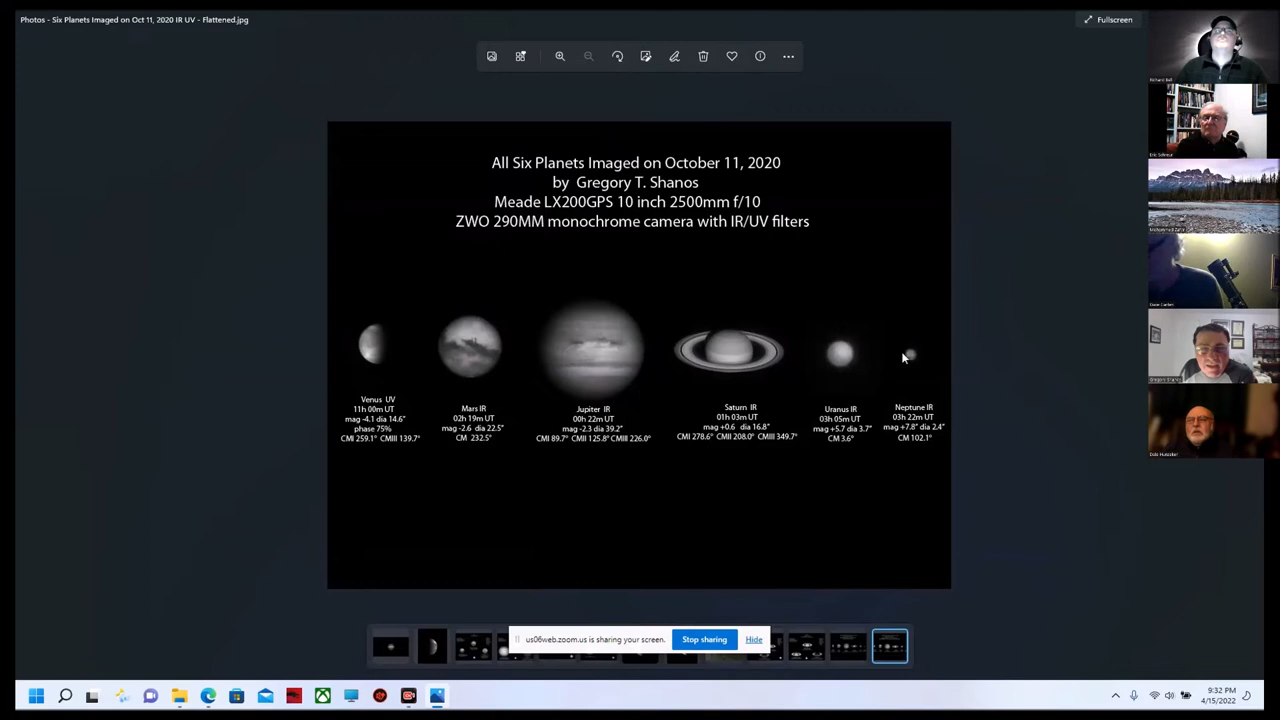 Photos - Six Planets Imaged on Oct 11, 2020 IR UV - Flattened.jpg
Fullscreen
All Six Planets Imaged on October 11, 2020
by Gregory T. Shanos
Meade LX200GPS 10 inch 2500mm f/10
ZWO 290MM monochrome camera with IR/UV filters
Venus UV
11h 00m UT
mag -4.1 dia 14.6”
phase 75%
CMI 259.1° CMIII 139.7°
Mars IR
02h 19m UT
mag -2.6 dia 22.5”
CM 232.5°
Jupiter IR
00h 22m UT
mag -2.3 dia 39.2”
CMI 89.7° CMII 125.8° CMIII 226.0°
Saturn IR
01h 03m UT
mag +0.6 dia 16.8”
CMI 278.6° CMII 208.0° CMIII 349.7°
Uranus IR
03h 05m UT
mag +5.7 dia 3.7”
CM 3.6°
Neptune IR
03h 22m UT
mag +7.8” dia 2.4”
CM 102.1°
Richard Bell
Eric Schreur
us06web.zoom.us is sharing your screen.
Stop sharing
Hide
9:32 PM
4/15/2022